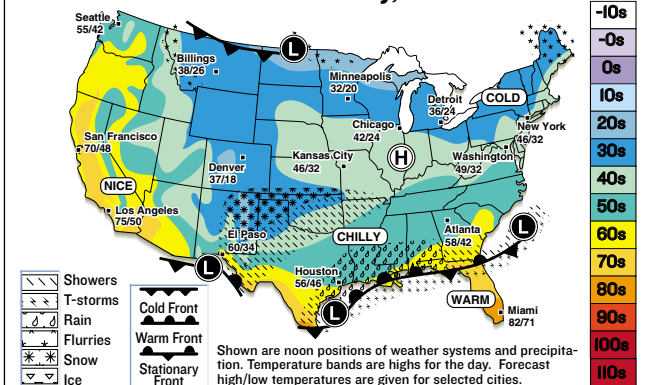 Seattle
55/42
Billings
38/26
L
Minneapolis
32/20
Detroit
36/24
COLD
Chicago
42/24
New York
46/32
San Francisco
70/48
Denver
37/18
Kansas City
46/32
H
Washington
49/32
NICE
Los Angeles
75/50
El Paso
60/34
CHILLY
Atlanta
58/42
L
L
Houston
56/46
L
WARM
Miami
82/71
Showers
T-storms
Rain
Flurries
Snow
Ice
Cold Front
Warm Front
Stationary
Front
Shown are noon positions of weather systems and precipita-
tion. Temperature bands are highs for the day. Forecast
high/low temperatures are given for selected cities.
-10s
-0s
0s
10s
20s
30s
40s
50s
60s
70s
80s
90s
100s
110s